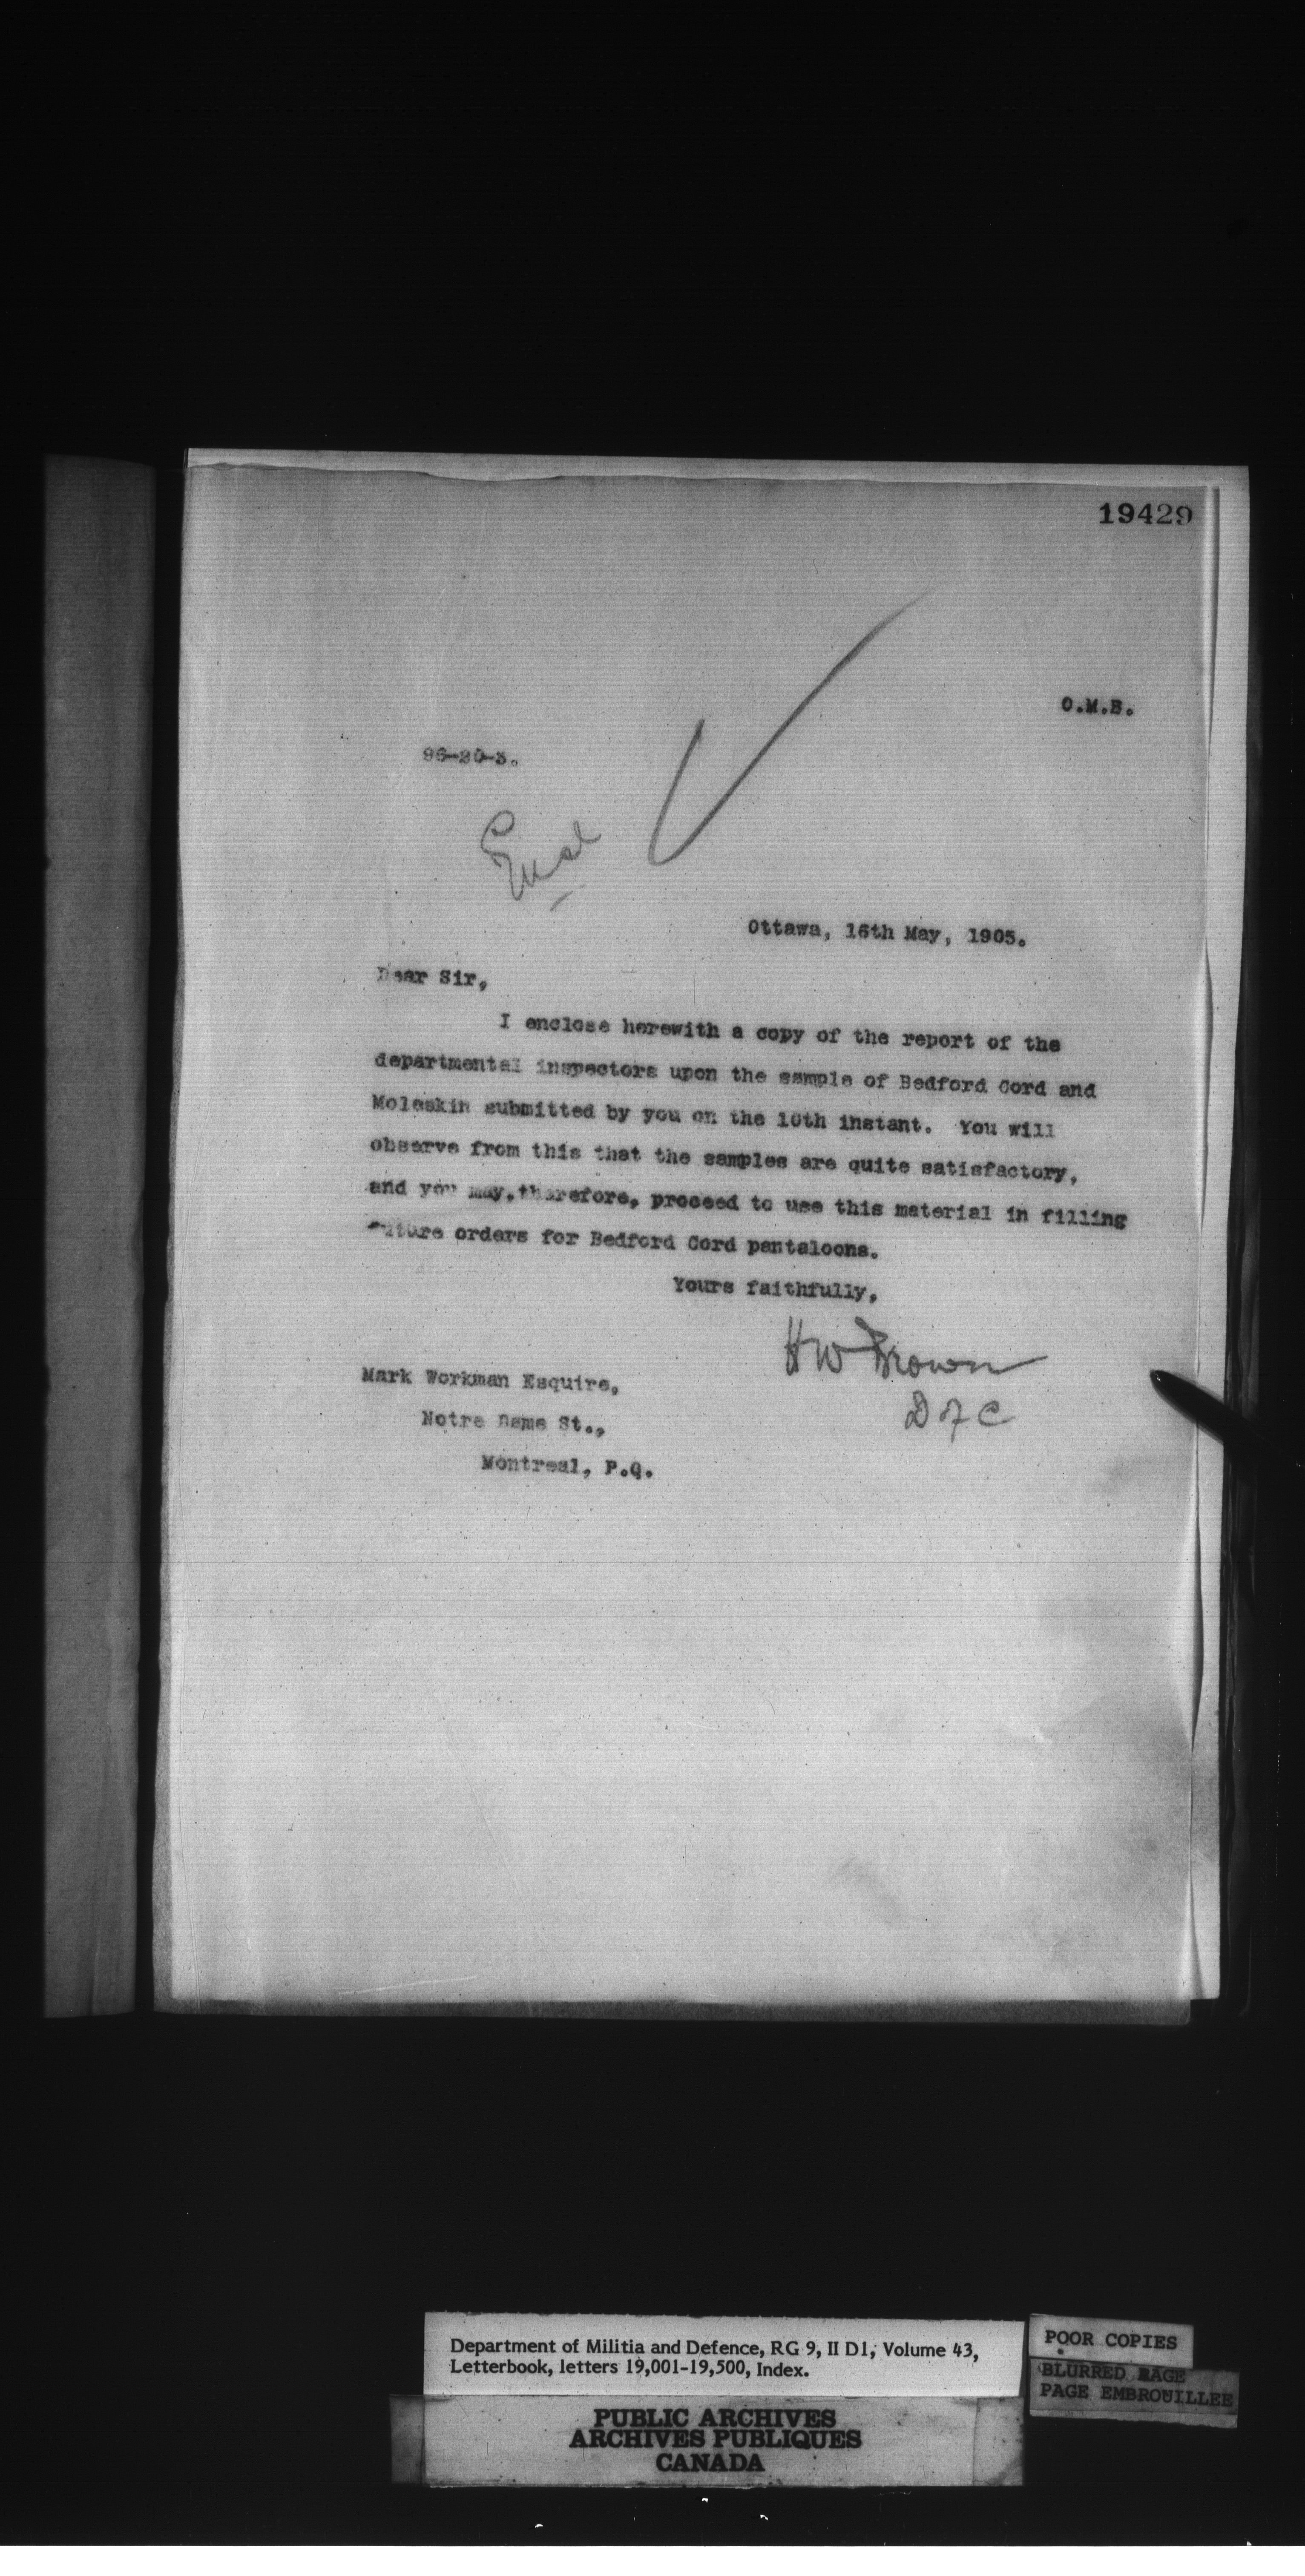 19429
O.M.B.
96-20-3.
Encl
Ottawa, 16th May, 1905.
Dear Sir,
I enclose herewith a copy of the report of the
departmental inspectors upon the sample of Bedford Cord and
Moleskin submitted by you on the 10th instant. You will
observe from this that the samples are quite satisfactory,
and you may, therefore, proceed to use this material in filling
future orders for Bedford Cord pantaloons.
Yours faithfully,
HW Brown
D of C
Mark Workman Esquire,
Notre Dame St.,
Montreal, P.Q.
Department of Militia and Defence, RG 9, II D1, Volume 43,
Letterbook, letters 19,001-19,500, Index.
POOR COPIES
BLURRED PAGE
PAGE EMBROUILLEE
PUBLIC ARCHIVES
ARCHIVES PUBLIQUES
CANADA